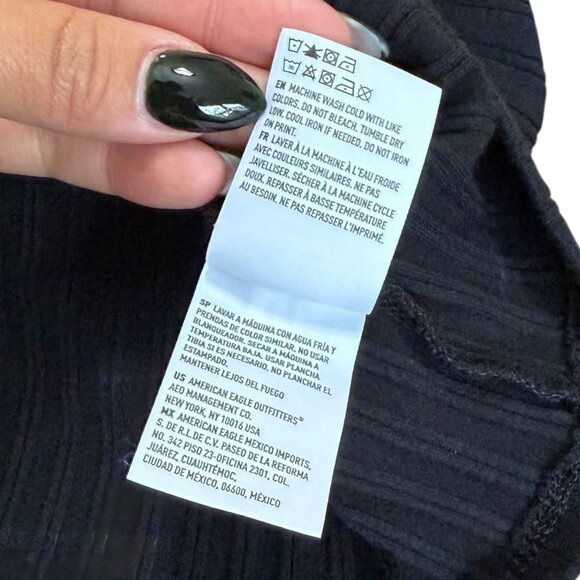 EN MACHINE WASH COLD WITH LIKE
COLORS. DO NOT BLEACH. TUMBLE DRY
LOW. COOL IRON IF NEEDED. DO NOT IRON
ON PRINT.
FR LAVER À LA MACHINE À L'EAU FROIDE
AVEC COULEURS SIMILAIRES. NE PAS
JAVELLISER. SÉCHER À LA MACHINE CYCLE
DOUX. REPASSER À BASSE TEMPÉRATURE
AU BESOIN. NE PAS REPASSER L'IMPRIMÉ.
SP LAVAR A MÁQUINA CON AGUA FRÍA Y
PRENDAS DE COLOR SIMILAR. NO USAR
BLANQUEADOR. SECAR A MÁQUINA A
TEMPERATURA BAJA. USAR PLANCHA
TIBIA SI ES NECESARIO. NO PLANCHAR EL
ESTAMPADO.
MANTENER LEJOS DEL FUEGO
US AMERICAN EAGLE OUTFITTERS®
AEO MANAGEMENT CO.
NEW YORK, NY 10016 USA
MX AMERICAN EAGLE MEXICO IMPORTS,
S. DE R.L.DE C.V. PASEO DE LA REFORMA
NO. 342 PISO 23-OFICINA 2301, COL.
JUÁREZ, CUAUHTÉMOC,
CIUDAD DE MÉXICO, 06600, MÉXICO